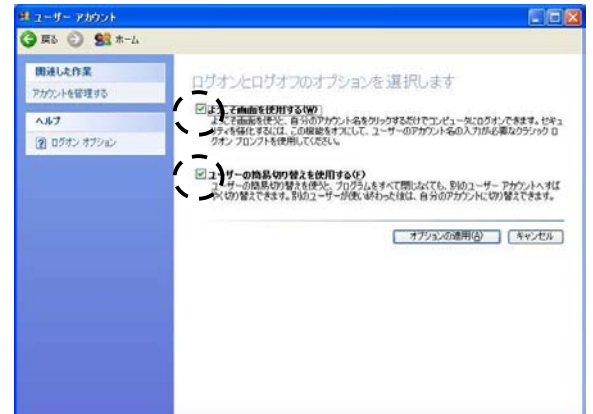 ユーザー アカウント
戻る ホーム
関連した作業
アカウントを管理する
ヘルプ
ログオン オプション
ログオンとログオフのオプションを選択します
ようこそ画面を使用する(W)
ようこそ画面を使うと、自分のアカウント名をクリックするだけでコンピュータにログオンできます。セキュ
リティを強化するには、この機能をオフにして、ユーザーのアカウント名の入力が必要なクラシック ロ
グオン プロンプトを使用してください。
ユーザーの簡易切り替えを使用する(F)
ユーザーの簡易切り替えを使うと、プログラムをすべて閉じなくても、別のユーザー アカウントへすば
やく切り替えできます。別のユーザーが使い終わった後は、自分のアカウントに切り替えできます。
オプションの適用(A) キャンセル